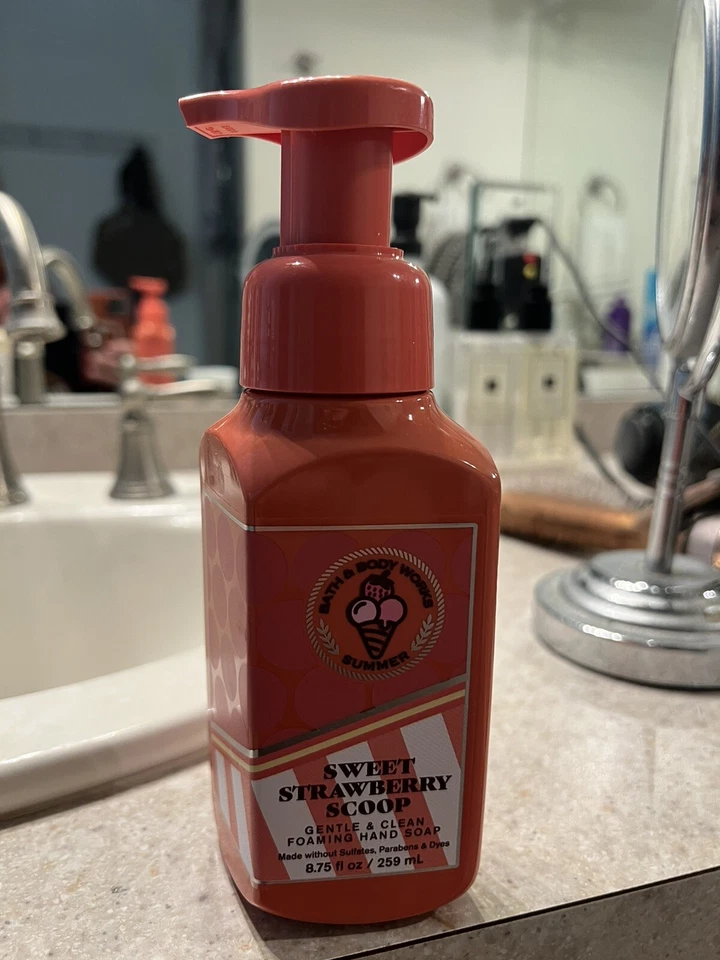 BATH & BODY WORKS
SUMMER
SWEET
STRAWBERRY
SCOOP
GENTLE & CLEAN
FOAMING HAND SOAP
Made without Sulfates, Parabens & Dyes
8.75 fl oz / 259 mL